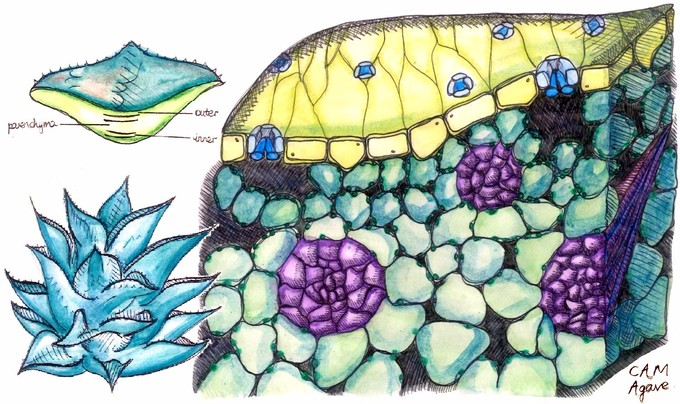 outer
parenchyma
inner
CAM
Agave